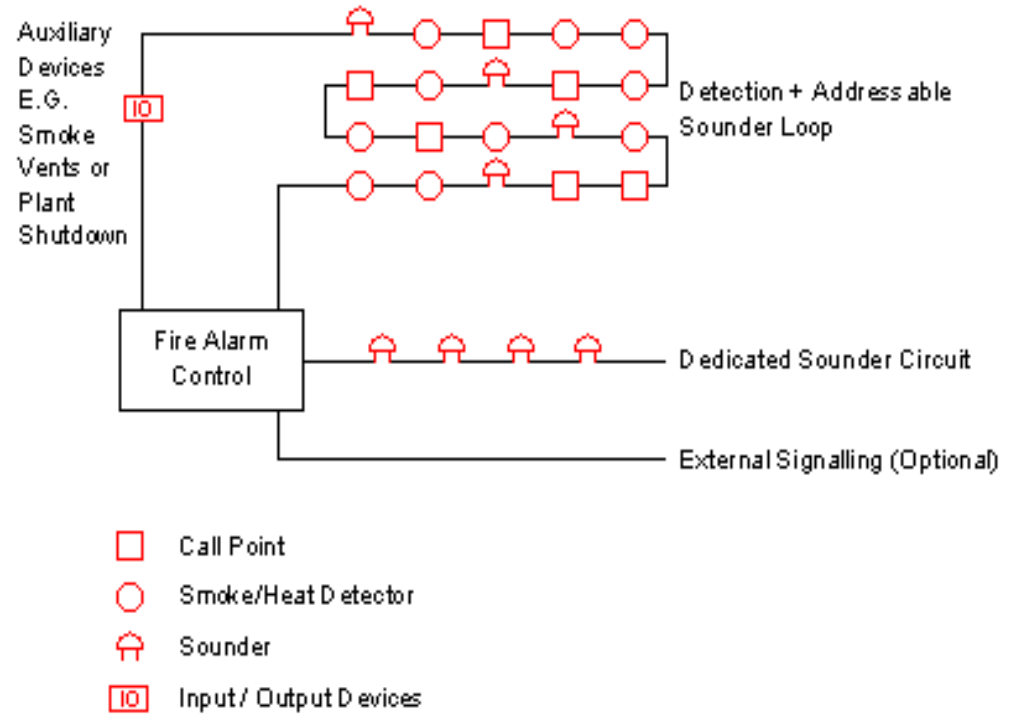 Auxiliary
Devices
E.G.
Smoke
Vents or
Plant
Shutdown
IO
Detection + Addressable
Sounder Loop
Fire Alarm
Control
Dedicated Sounder Circuit
External Signalling (Optional)
Call Point
Smoke/Heat Detector
Sounder
IO Input / Output Devices